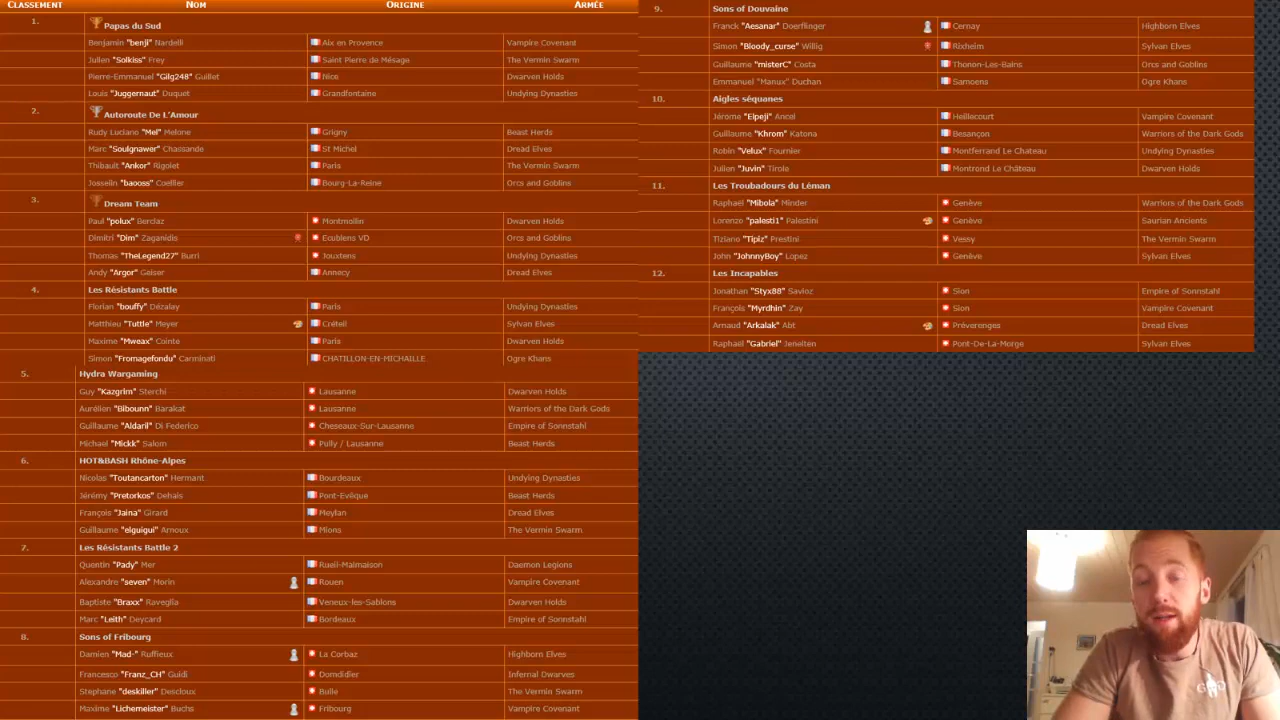 Classement Nom Origine Armée
1. Papas du Sud
Benjamin "benji" Nardelli Aix en Provence Vampire Covenant
Julien "Solkiss" Frey Saint Pierre de Mésage The Vermin Swarm
Pierre-Emmanuel "Gilg248" Guillet Nice Dwarven Holds
Louis "Juggernaut" Duquet Grandfontaine Undying Dynasties
2. Autoroute De L'Amour
Rudy Luciano "Mel" Melone Grigny Beast Herds
Marc "Soulgnawer" Chassande St Michel Dread Elves
Thibault "Ankor" Rigolet Paris The Vermin Swarm
Josselin "baooss" Coellier Bourg-La-Reine Orcs and Goblins
3. Dream Team
Paul "polux" Berclaz Montmollin Dwarven Holds
Dimitri "Dim" Zaganidis Ecublens VD Orcs and Goblins
Thomas "TheLegend27" Burri Jouxtens Undying Dynasties
Andy "Argor" Geiser Annecy Dread Elves
4. Les Résistants Battle
Florian "bouffy" Dézalay Paris Undying Dynasties
Matthieu "Tuttle" Meyer Créteil Sylvan Elves
Maxime "Mweax" Cointe Paris Dwarven Holds
Simon "Fromagefondu" Carminati CHATILLON-EN-MICHAILLE Ogre Khans
5. Hydra Wargaming
Guy "Kazgrim" Sterchi Lausanne Dwarven Holds
Aurélien "Bibounn" Barakat Lausanne Warriors of the Dark Gods
Guillaume "Aldaril" Di Federico Cheseaux-Sur-Lausanne Empire of Sonnstahl
Michael "Mickk" Salom Pully / Lausanne Beast Herds
6. HOT&BASH Rhône-Alpes
Nicolas "Toutancarton" Hermant Bourdeaux Undying Dynasties
Jérémy "Pretorkos" Dehais Pont-Evêque Beast Herds
François "Jaina" Girard Meylan Dread Elves
Guillaume "elguigui" Arnoux Mions The Vermin Swarm
7. Les Résistants Battle 2
Quentin "Pady" Mer Rueil-Malmaison Daemon Legions
Alexandre "seven" Morin Rouen Vampire Covenant
Baptiste "Braxx" Raveglia Veneux-les-Sablons Dwarven Holds
Marc "Leith" Deycard Bordeaux Empire of Sonnstahl
8. Sons of Fribourg
Damien "Mad-" Ruffieux La Corbaz Highborn Elves
Francesco "Franz_CH" Guidi Domdidier Infernal Dwarves
Stephane "deskiller" Descloux Bulle The Vermin Swarm
Maxime "Lichemeister" Buchs Fribourg Vampire Covenant
9. Sons of Douvaine
Franck "Aesanar" Doerflinger Cernay Highborn Elves
Simon "Bloody_curse" Willig Rixheim Sylvan Elves
Guillaume "misterC" Costa Thonon-Les-Bains Orcs and Goblins
Emmanuel "Manux" Duchan Samoens Ogre Khans
10. Aigles séquanes
Jérome "Elpeji" Ancel Heillecourt Vampire Covenant
Guillaume "Khrom" Katona Besançon Warriors of the Dark Gods
Robin "Velux" Fournier Montferrand Le Chateau Undying Dynasties
Julien "Juvin" Tirole Montrond Le Château Dwarven Holds
11. Les Troubadours du Léman
Raphaël "Mibola" Minder Genève Warriors of the Dark Gods
Lorenzo "palesti1" Palestini Genève Saurian Ancients
Tiziano "Tipiz" Prestini Vessy The Vermin Swarm
John "JohnnyBoy" Lopez Genève Sylvan Elves
12. Les Incapables
Jonathan "Styx88" Savioz Sion Empire of Sonnstahl
François "Myrdhin" Zay Sion Vampire Covenant
Arnaud "Arkalak" Abt Préverenges Dread Elves
Raphaël "Gabriel" Jenelten Pont-De-La-Morge Sylvan Elves